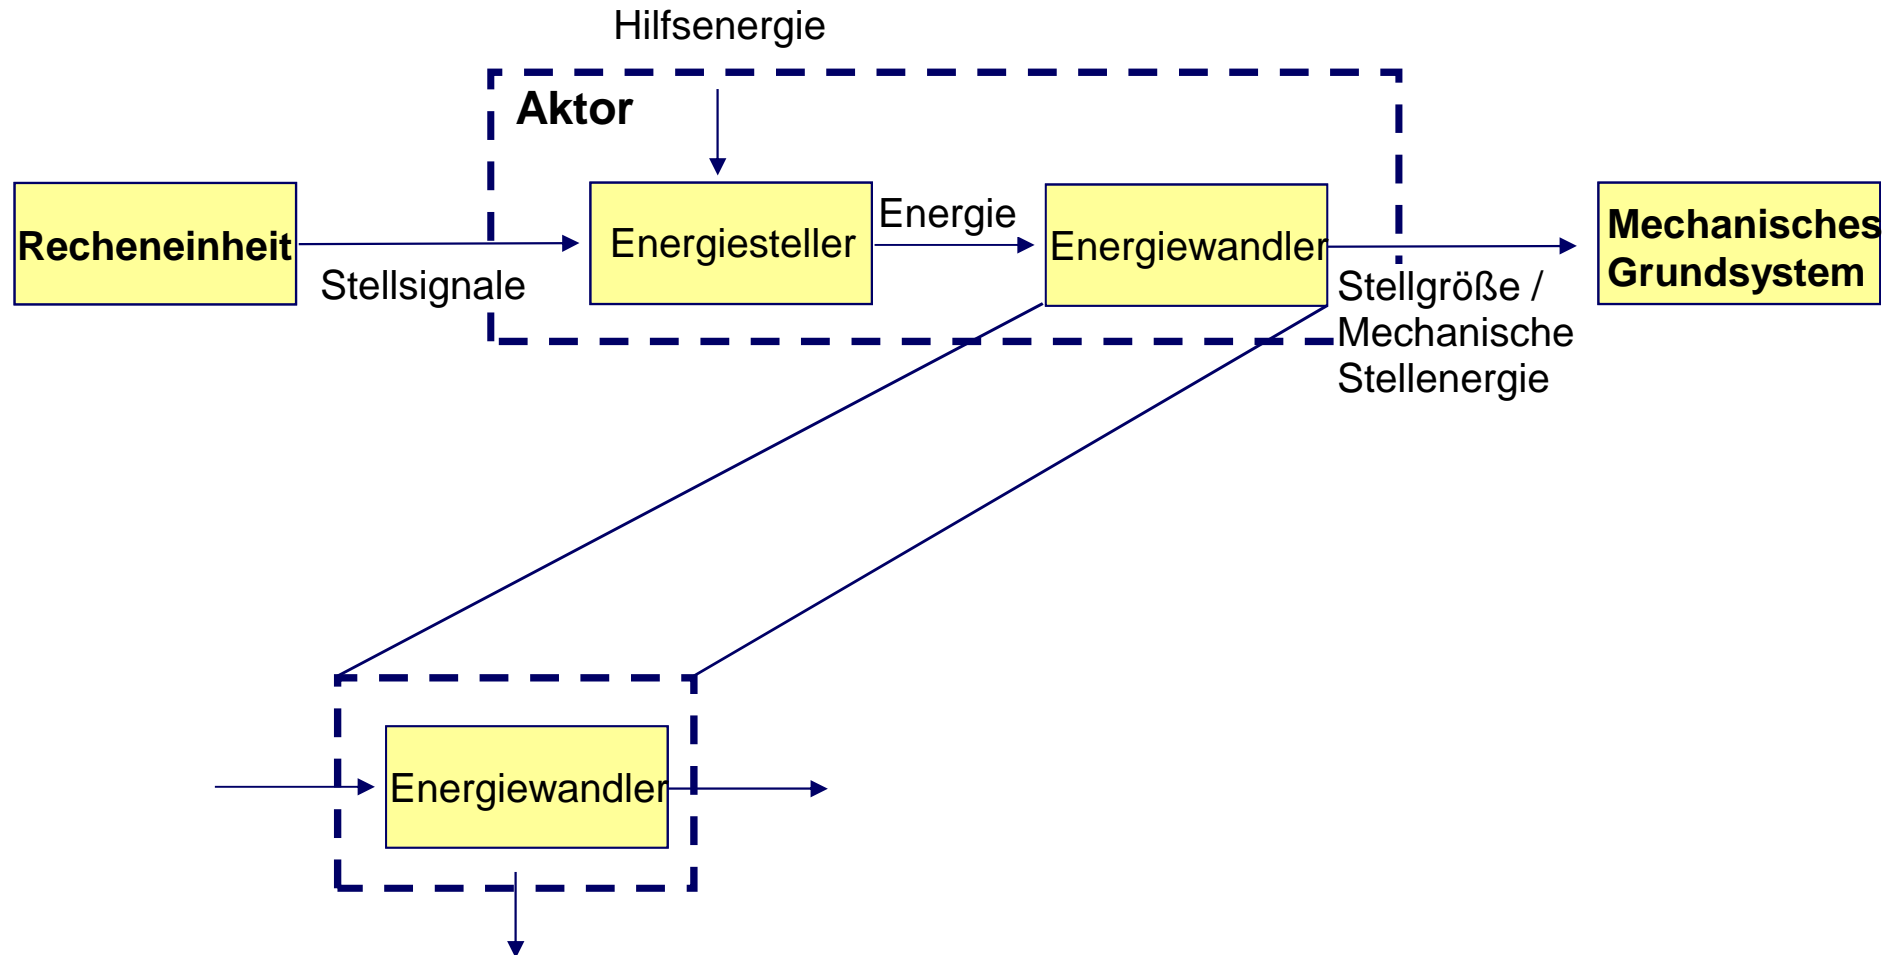 Hilfsenergie
Aktor
Recheneinheit
Stellsignale
Energiesteller
Energie
Energiewandler
Stellgröße /
Mechanische
Stellenergie
Mechanisches
Grundsystem
Energiewandler